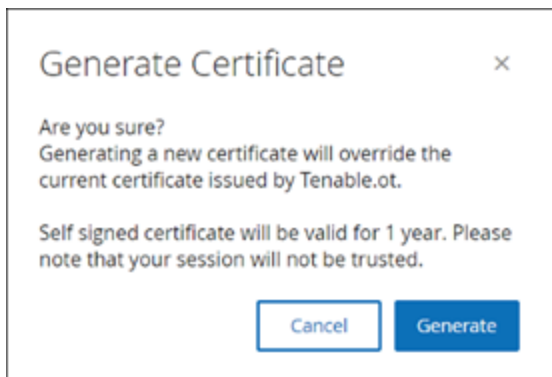 Generate Certificate ×
Are you sure?
Generating a new certificate will override the
current certificate issued by Tenable.ot.
Self signed certificate will be valid for 1 year. Please
note that your session will not be trusted.
Cancel Generate